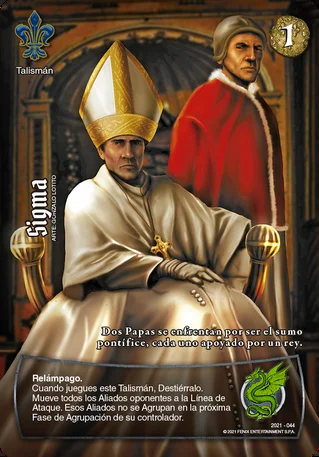 1
Talismán
Sigma
ARTE: GONZALO LOTITO
Dos Papas se enfrentan por ser el sumo
pontífice, cada uno apoyado por un rey.
Relámpago.
Cuando juegues este Talismán, Destiérralo.
Mueve todos los Aliados oponentes a la Línea de
Ataque. Esos Aliados no se Agrupan en la próxima
Fase de Agrupación de su controlador.
2021 - 044
© 2021 FENIX ENTERTAINMENT S.P.A.